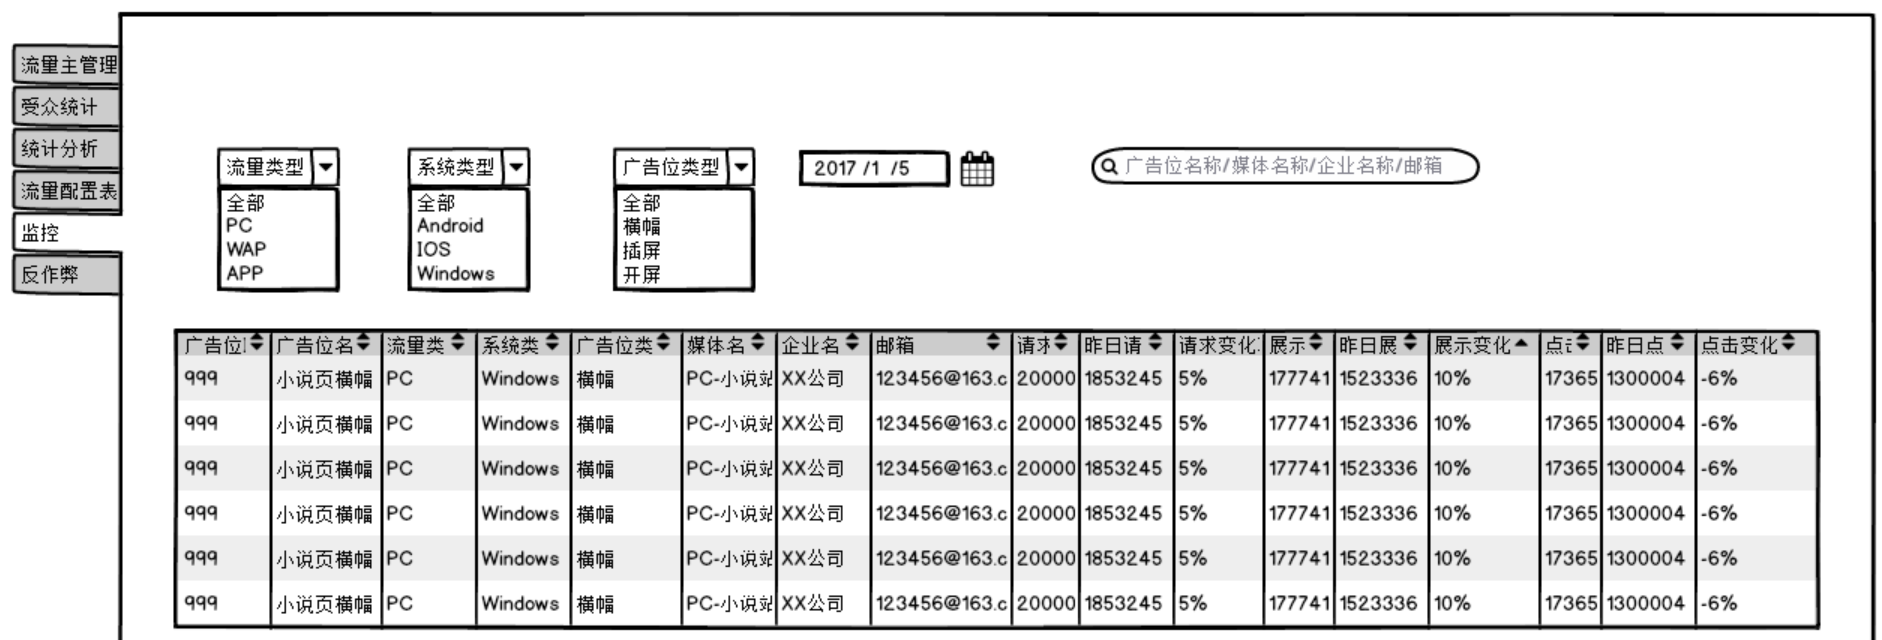 流量主管理
受众统计
统计分析
流量配置表
监控
反作弊
流量类型
全部
PC
WAP
APP
系统类型
全部
Android
IOS
Windows
广告位类型
全部
横幅
插屏
开屏
2017 /1 /5
广告位名称/媒体名称/企业名称/邮箱
广告位 广告位名 流量类 系统类 广告位类 媒体名 企业名 邮箱 请求 昨日请 请求变化 展示 昨日展 展示变化 点 昨日点 点击变化
999 小说页横幅 PC Windows 横幅 PC-小说站 XX公司 123456@163.c 20000 1853245 5% 177741 1523336 10% 17365 1300004 -6%
999 小说页横幅 PC Windows 横幅 PC-小说站 XX公司 123456@163.c 20000 1853245 5% 177741 1523336 10% 17365 1300004 -6%
999 小说页横幅 PC Windows 横幅 PC-小说站 XX公司 123456@163.c 20000 1853245 5% 177741 1523336 10% 17365 1300004 -6%
999 小说页横幅 PC Windows 横幅 PC-小说站 XX公司 123456@163.c 20000 1853245 5% 177741 1523336 10% 17365 1300004 -6%
999 小说页横幅 PC Windows 横幅 PC-小说站 XX公司 123456@163.c 20000 1853245 5% 177741 1523336 10% 17365 1300004 -6%
999 小说页横幅 PC Windows 横幅 PC-小说站 XX公司 123456@163.c 20000 1853245 5% 177741 1523336 10% 17365 1300004 -6%